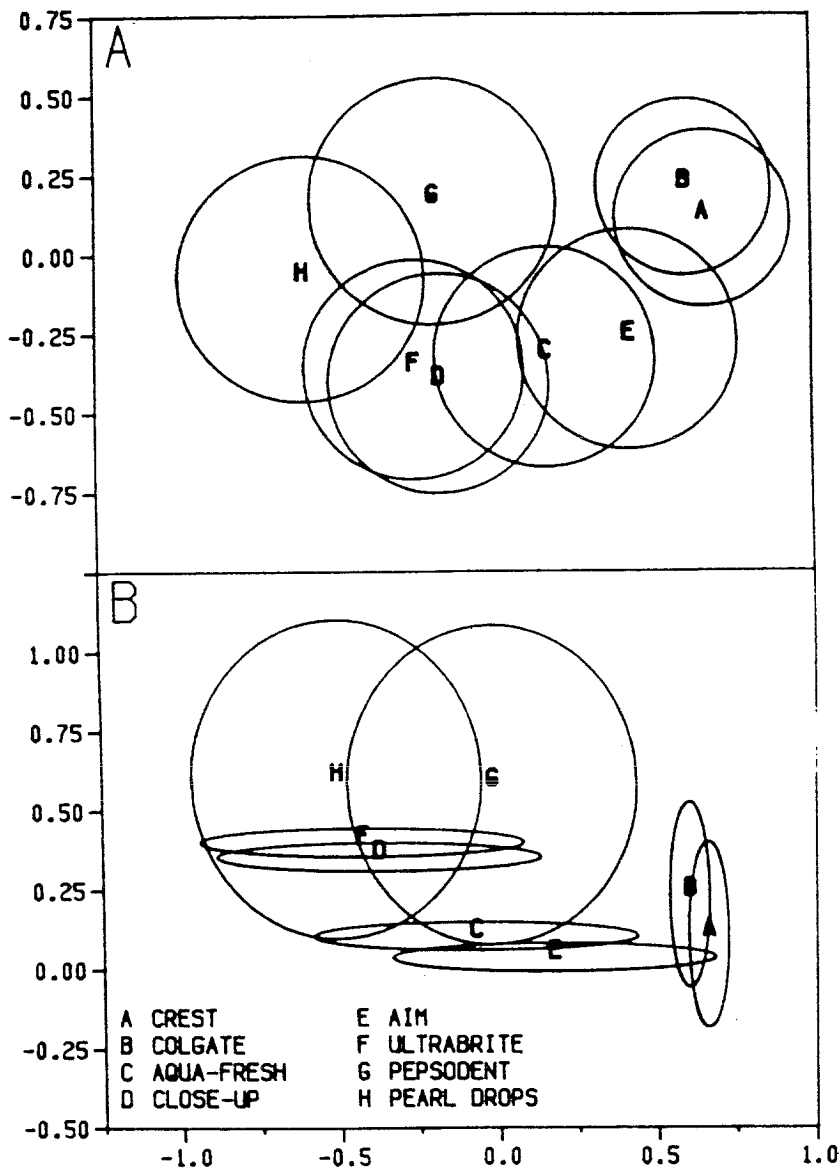 0.75
A
0.50
0.25
B
G
A
0.00
H
-0.25
E
C
F
D
-0.50
-0.75
B
1.00
0.75
H
G
0.50
F
D
0.25
B
C
A
E
0.00
A CREST E AIM
B COLGATE F ULTRABRITE
-0.25
C AQUA-FRESH G PEPSODENT
D CLOSE-UP H PEARL DROPS
-0.50
-1.0 -0.5 0.0 0.5 1.0